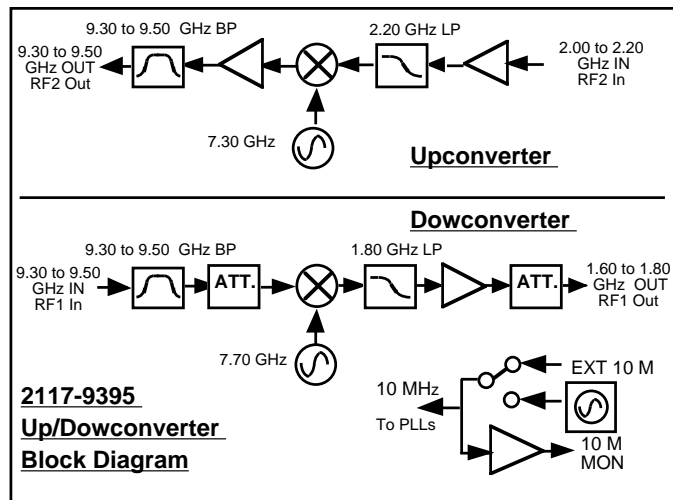 9.30 to 9.50 GHz BP
9.30 to 9.50
GHz OUT
RF2 Out
2.20 GHz LP
2.00 to 2.20
GHz IN
RF2 In
7.30 GHz
Upconverter
Dowconverter
9.30 to 9.50 GHz BP
9.30 to 9.50
GHz IN
RF1 In
ATT.
1.80 GHz LP
ATT.
1.60 to 1.80
GHz OUT
RF1 Out
7.70 GHz
2117-9395
Up/Dowconverter
Block Diagram
10 MHz
To PLLs
EXT 10 M
10 M
MON